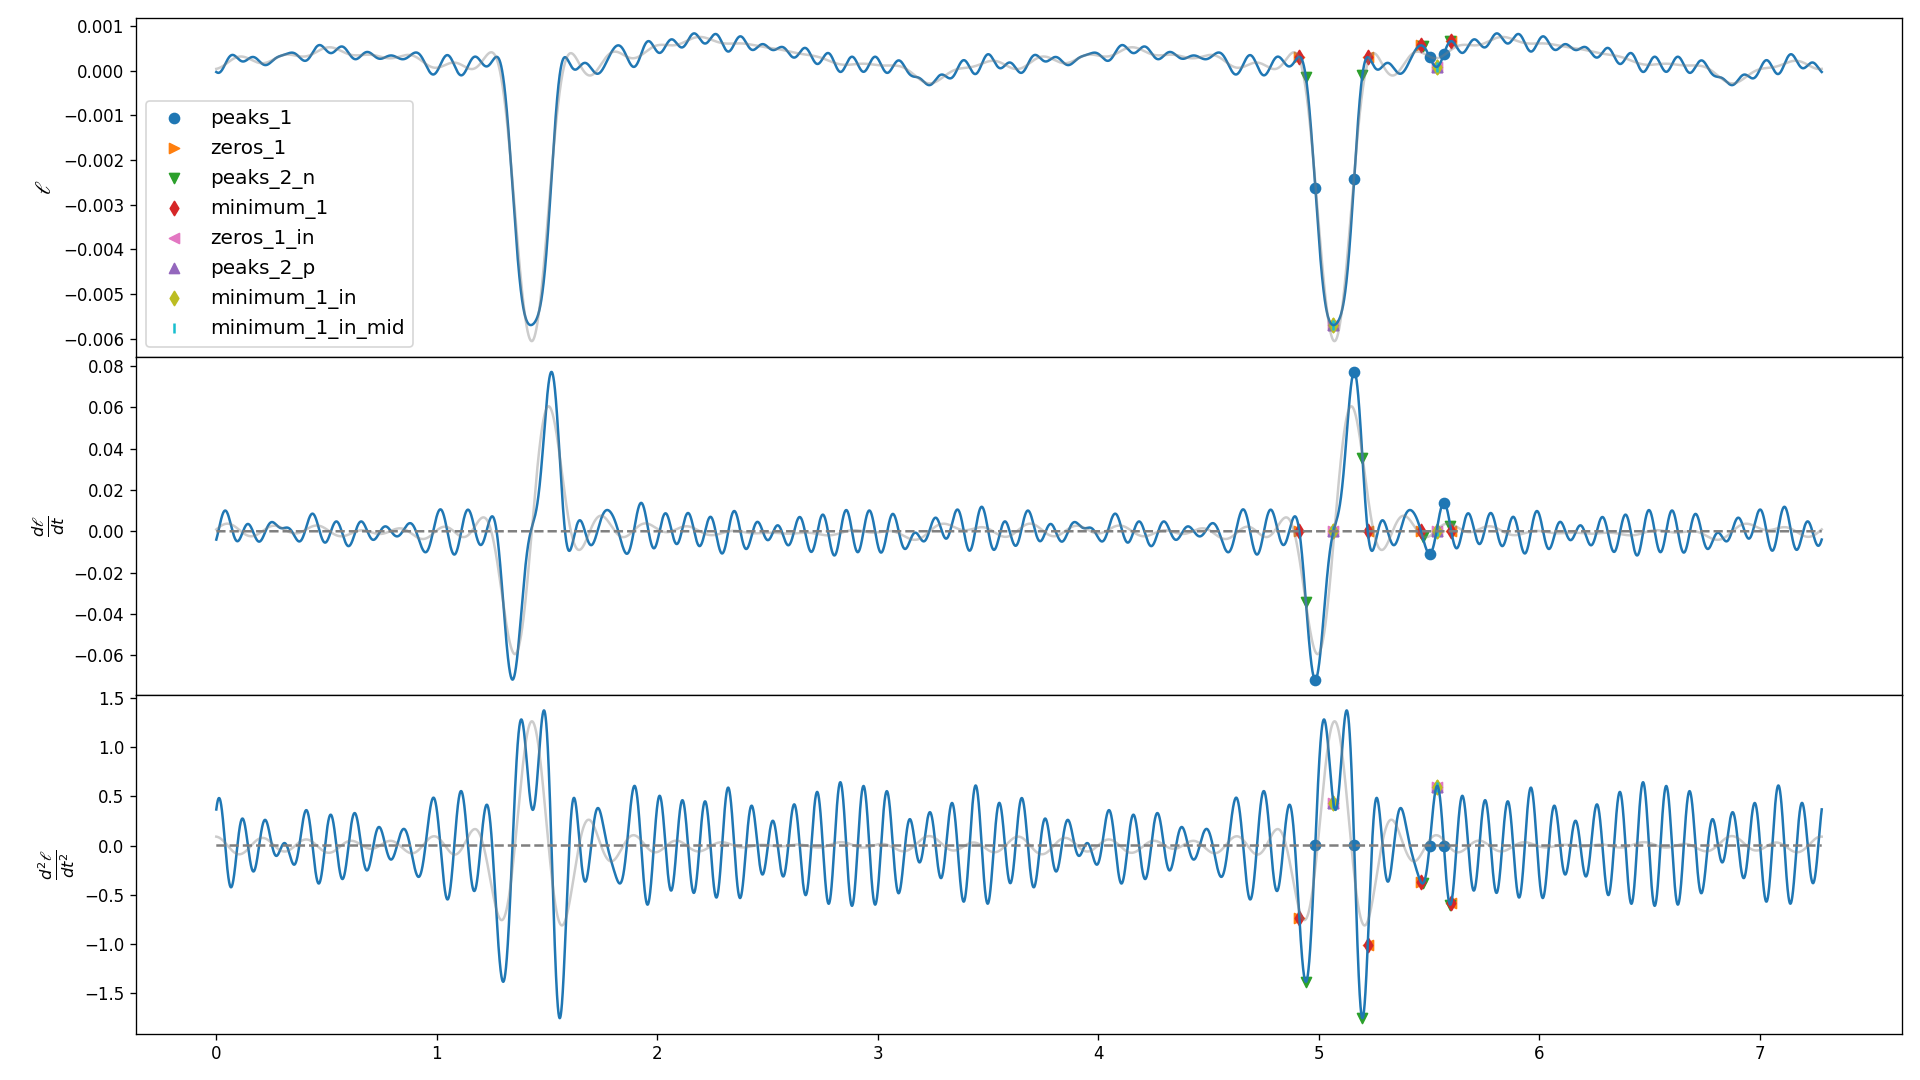 0.001
0.000
−0.001
−0.002
−0.003
−0.004
−0.005
−0.006
ℓ
peaks_1
zeros_1
peaks_2_n
minimum_1
zeros_1_in
peaks_2_p
minimum_1_in
minimum_1_in_mid
0.08
0.06
0.04
0.02
0.00
−0.02
−0.04
−0.06
dℓ
dt
1.5
1.0
0.5
0.0
−0.5
−1.0
−1.5
d²ℓ
dt²
0 1 2 3 4 5 6 7